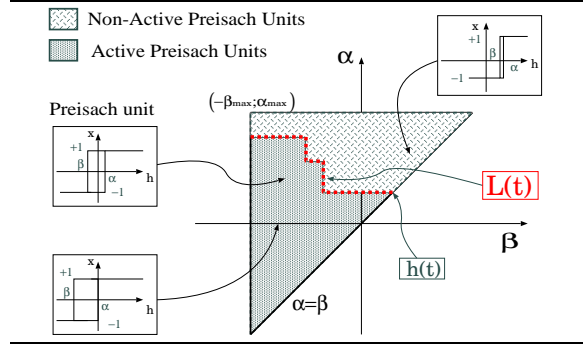 Non-Active Preisach Units
Active Preisach Units
x
+1
β
α
h
−1
α
(−βmax;αmax)
Preisach unit
x
+1
β
h
α
−1
L(t)
β
h(t)
x
+1
β
α
h
−1
α=β